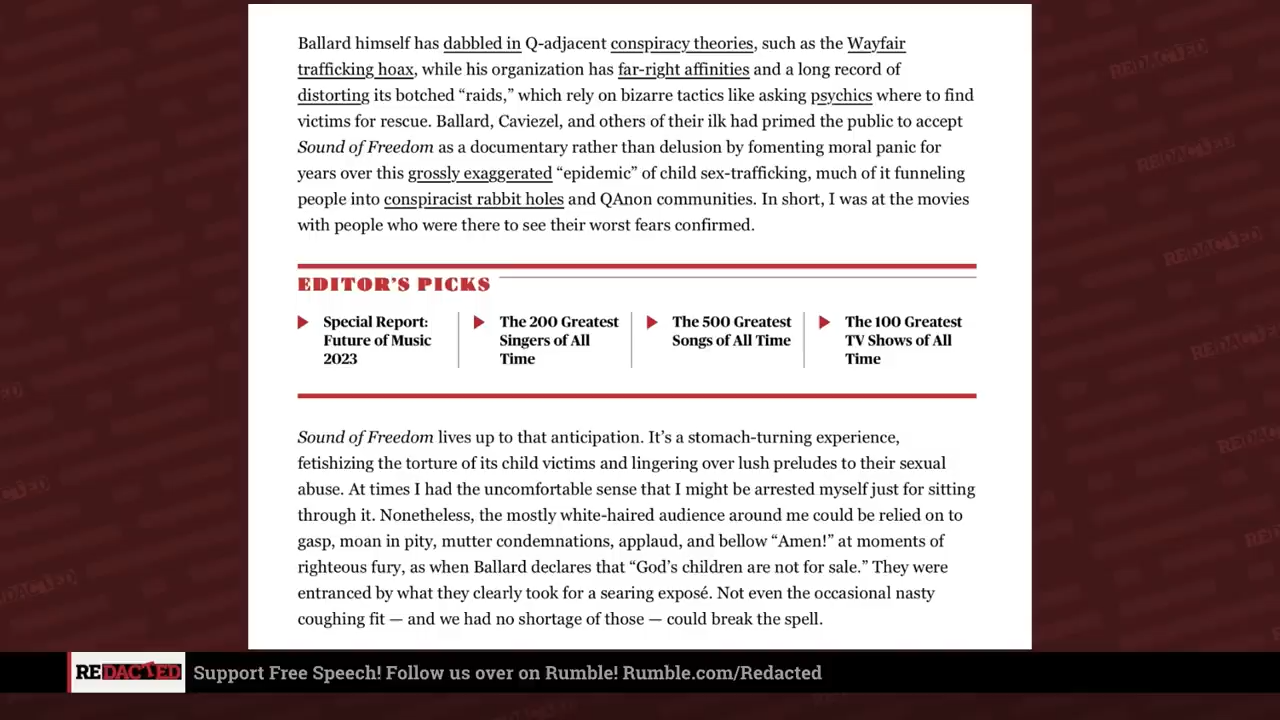 Ballard himself has dabbled in Q-adjacent conspiracy theories, such as the Wayfair
trafficking hoax, while his organization has far-right affinities and a long record of
distorting its botched “raids,” which rely on bizarre tactics like asking psychics where to find
victims for rescue. Ballard, Caviezel, and others of their ilk had primed the public to accept
Sound of Freedom as a documentary rather than delusion by fomenting moral panic for
years over this grossly exaggerated “epidemic” of child sex-trafficking, much of it funneling
people into conspiracist rabbit holes and QAnon communities. In short, I was at the movies
with people who were there to see their worst fears confirmed.
EDITOR’S PICKS
Special Report:
Future of Music
2023
The 200 Greatest
Singers of All
Time
The 500 Greatest
Songs of All Time
The 100 Greatest
TV Shows of All
Time
Sound of Freedom lives up to that anticipation. It’s a stomach-turning experience,
fetishizing the torture of its child victims and lingering over lush preludes to their sexual
abuse. At times I had the uncomfortable sense that I might be arrested myself just for sitting
through it. Nonetheless, the mostly white-haired audience around me could be relied on to
gasp, moan in pity, mutter condemnations, applaud, and bellow “Amen!” at moments of
righteous fury, as when Ballard declares that “God’s children are not for sale.” They were
entranced by what they clearly took for a searing exposé. Not even the occasional nasty
coughing fit — and we had no shortage of those — could break the spell.
REDACTED Support Free Speech! Follow us over on Rumble! Rumble.com/Redacted